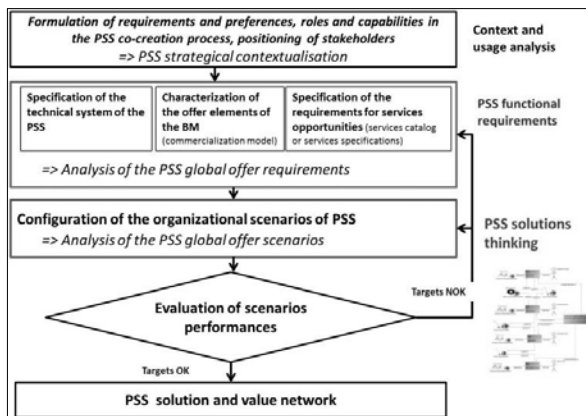 Formulation of requirements and preferences, roles and capabilities in
the PSS co-creation process, positioning of stakeholders
=> PSS strategical contextualisation
Context and
usage analysis
Specification of the
technical system of the
PSS
Characterization of
the offer elements of
the BM
(commercialization model)
Specification of the
requirements for services
opportunities (services catalog
or services specifications)
=> Analysis of the PSS global offer requirements
PSS functional
requirements
Configuration of the organizational scenarios of PSS
=> Analysis of the PSS global offer scenarios
PSS solutions
thinking
Evaluation of scenarios
performances
Targets NOK
Targets OK
PSS solution and value network